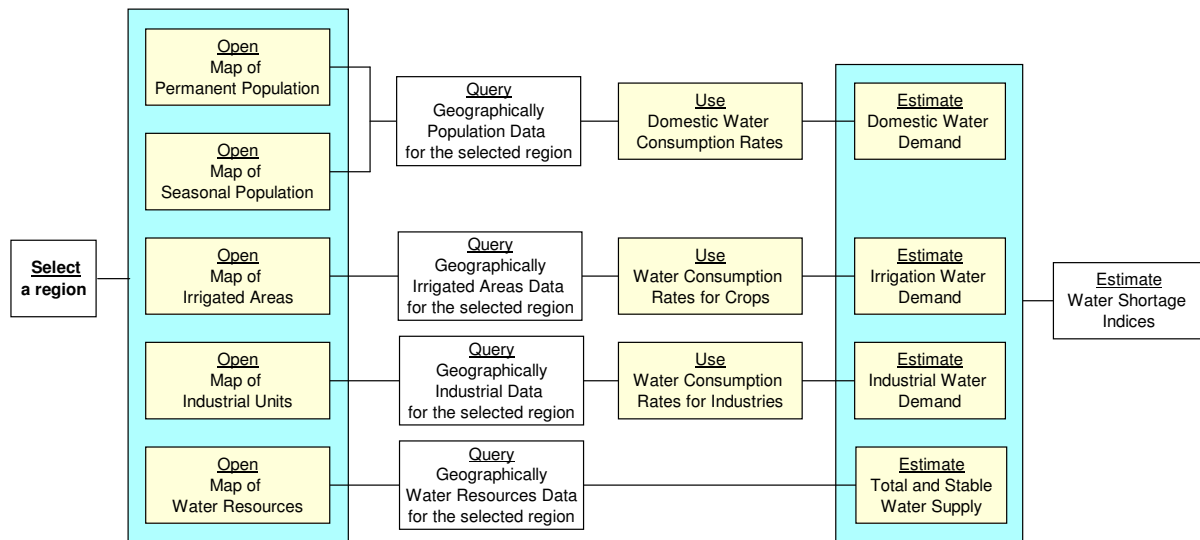 Select
a region
Open
Map of
Permanent Population
Open
Map of
Seasonal Population
Open
Map of
Irrigated Areas
Open
Map of
Industrial Units
Open
Map of
Water Resources
Query
Geographically
Population Data
for the selected region
Query
Geographically
Irrigated Areas Data
for the selected region
Query
Geographically
Industrial Data
for the selected region
Query
Geographically
Water Resources Data
for the selected region
Use
Domestic Water
Consumption Rates
Use
Water Consumption
Rates for Crops
Use
Water Consumption
Rates for Industries
Estimate
Domestic Water
Demand
Estimate
Irrigation Water
Demand
Estimate
Industrial Water
Demand
Estimate
Total and Stable
Water Supply
Estimate
Water Shortage
Indices